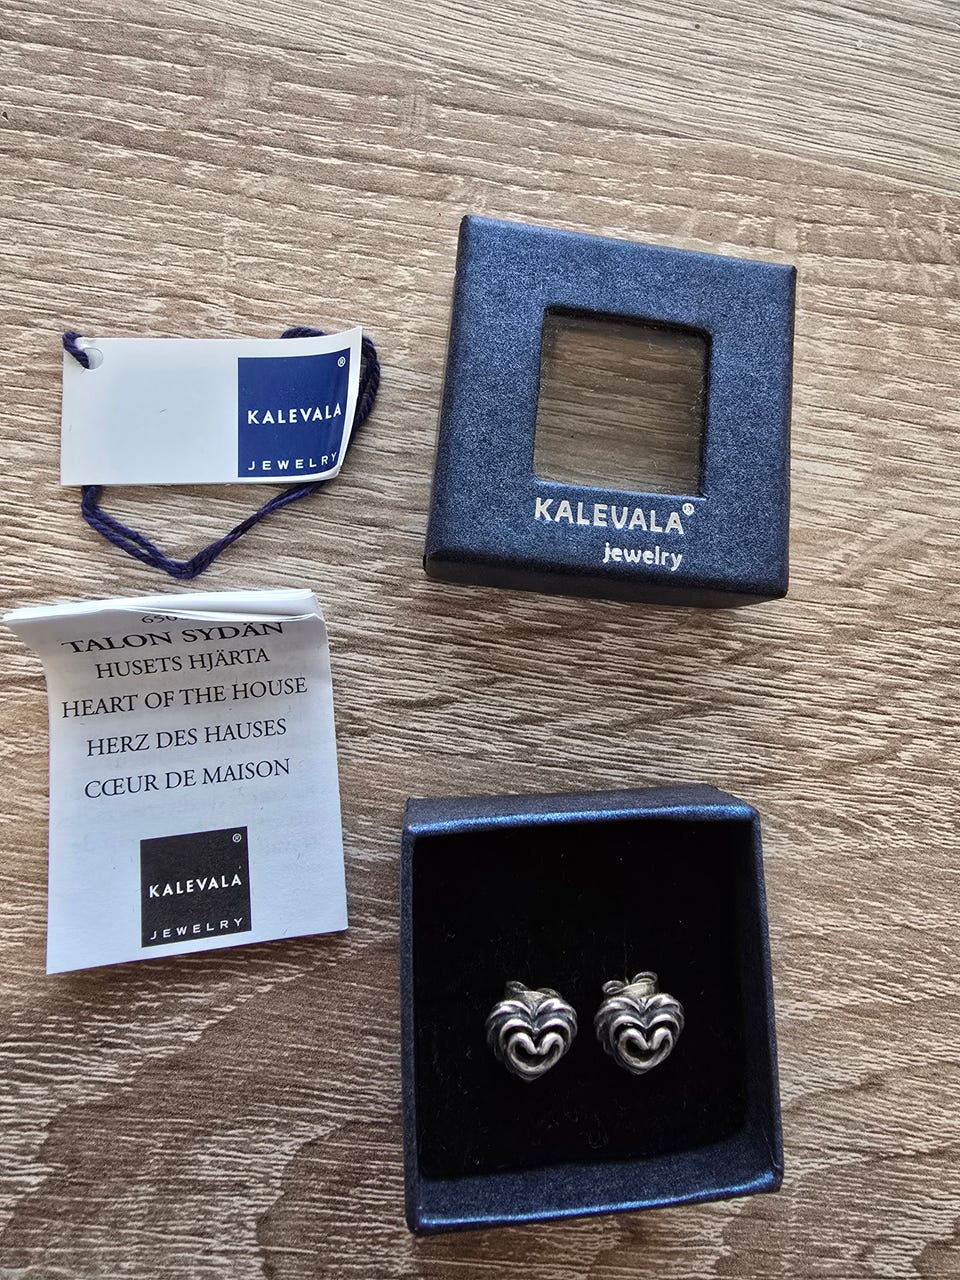 ®
KALEVALA
JEWELRY
KALEVALA®
jewelry
TALON SYDÄN
HUSETS HJÄRTA
HEART OF THE HOUSE
HERZ DES HAUSES
CŒUR DE MAISON
®
KALEVALA
JEWELRY